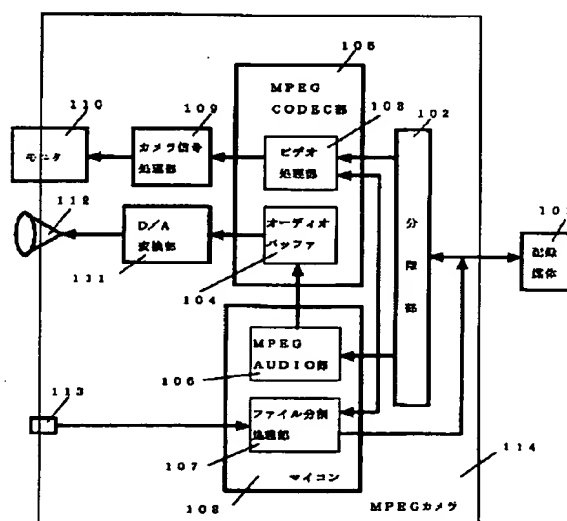 105
MPEG
CODEC部
110
109
103
102
モニタ
カメラ信号
処理部
ビデオ
処理部
112
D/A
変換部
オーディオ
バッファ
分離部
記録
媒体
111
104
MPEG
AUDIO部
106
113
ファイル分割
処理部
107
108
マイコン
114
MPEGカメラ